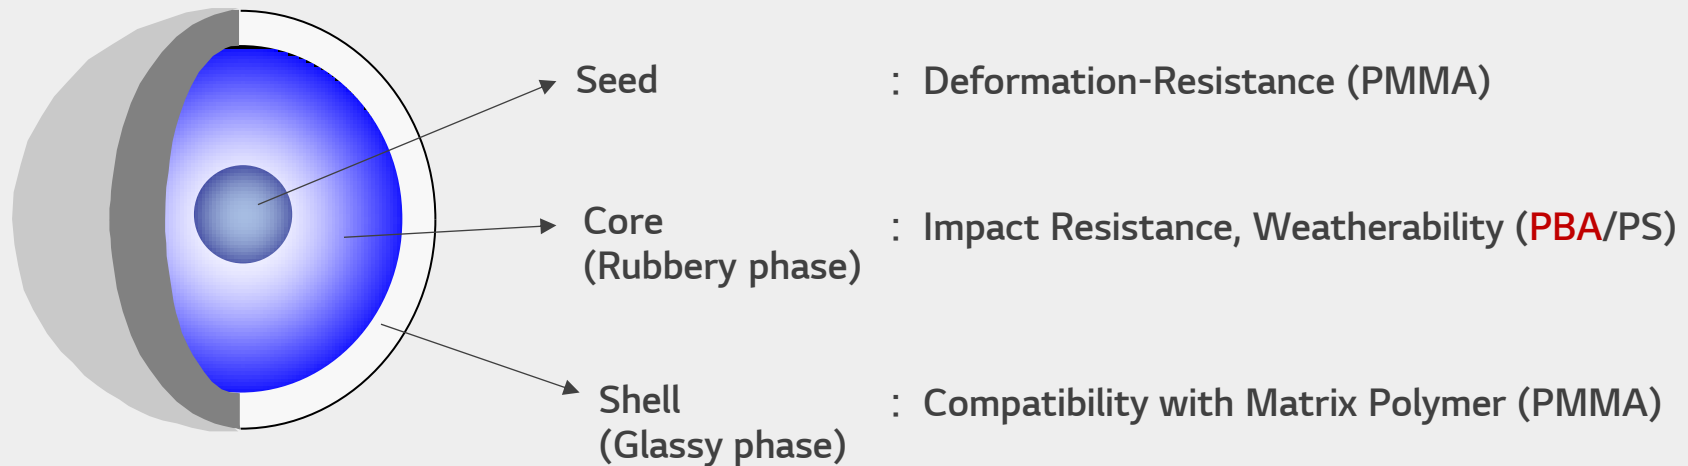 Seed : Deformation-Resistance (PMMA)
Core : Impact Resistance, Weatherability (PBA/PS)
(Rubbery phase)
Shell : Compatibility with Matrix Polymer (PMMA)
(Glassy phase)